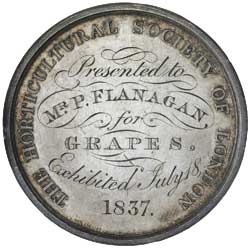 THE HORTICULTURAL SOCIETY OF LONDON
Presented to
Mr. P. FLANAGAN.
for
GRAPES,
Exhibited July 18,
1837.